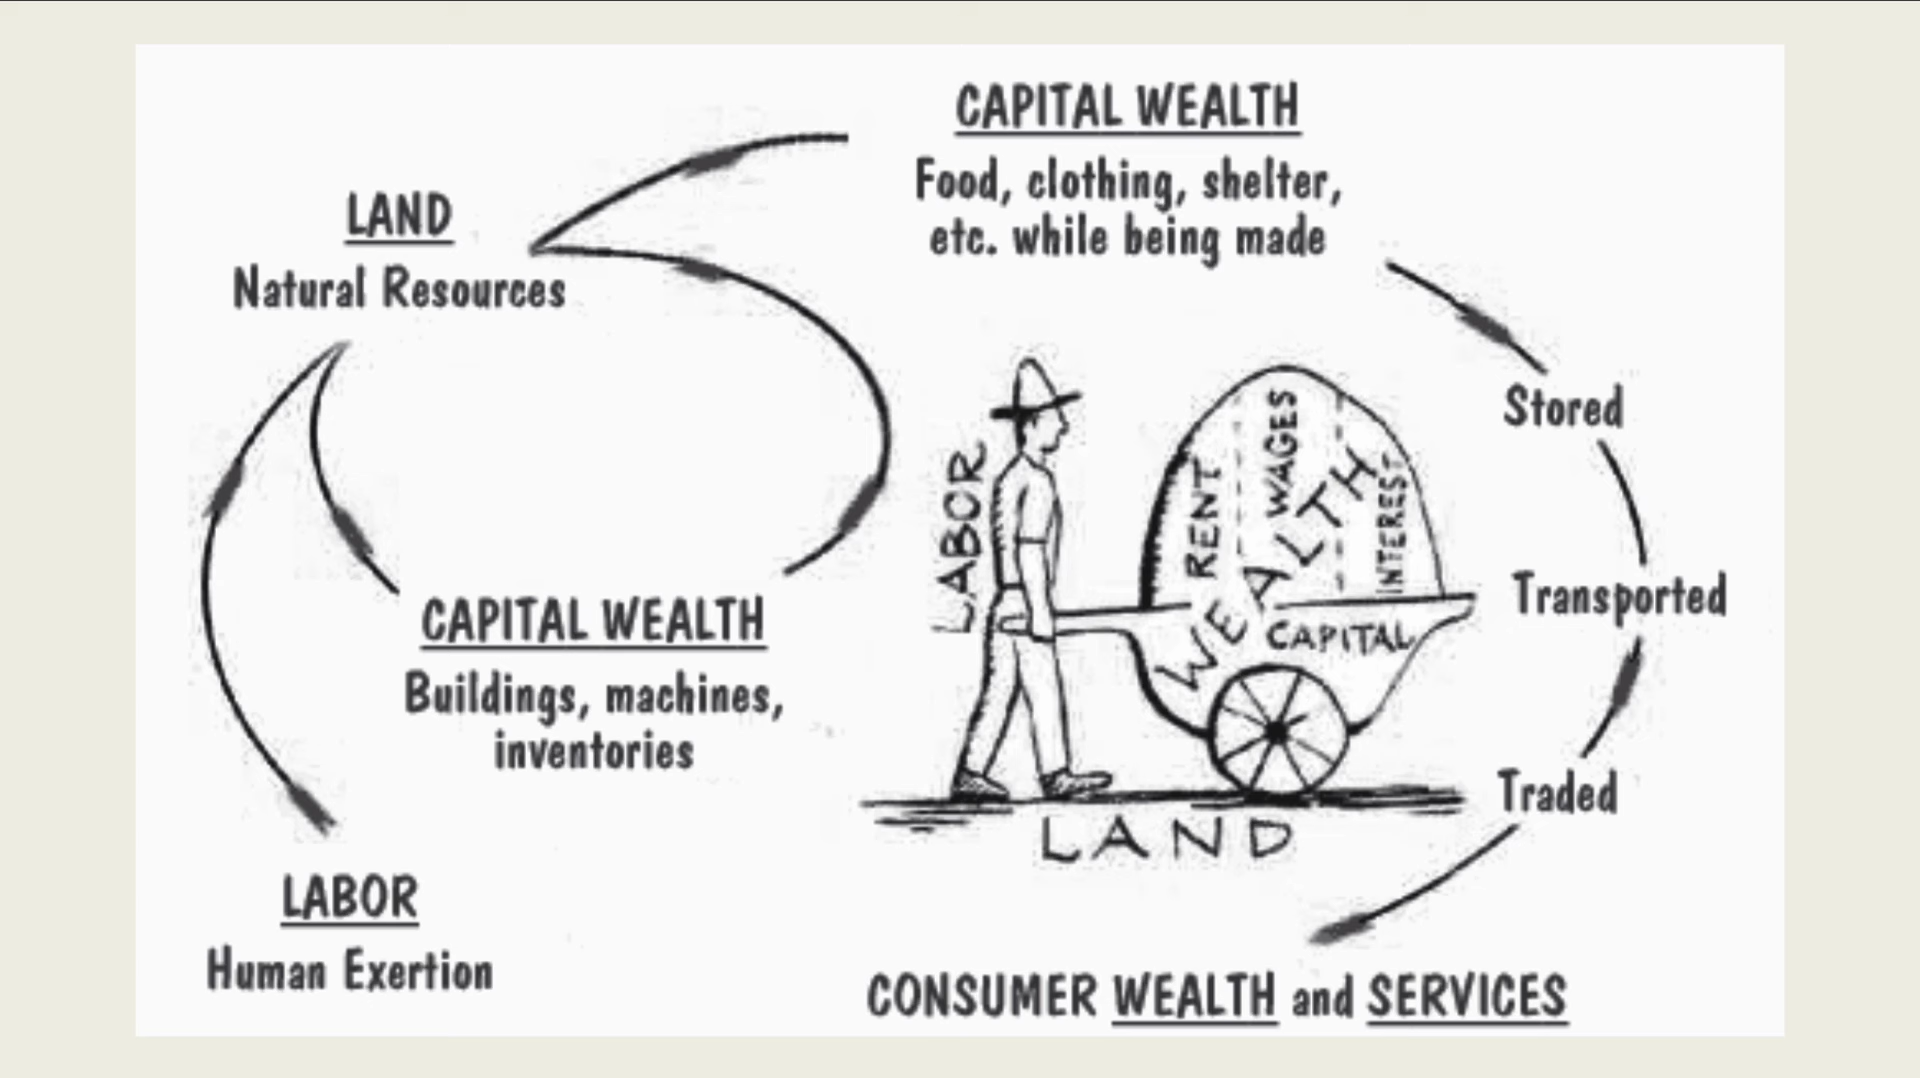 CAPITAL WEALTH
Food, clothing, shelter,
etc. while being made
LAND
Natural Resources
Stored
Transported
Traded
CAPITAL WEALTH
Buildings, machines,
inventories
LABOR
RENT
WAGES
INTEREST
WEALTH
CAPITAL
LAND
LABOR
Human Exertion
CONSUMER WEALTH and SERVICES